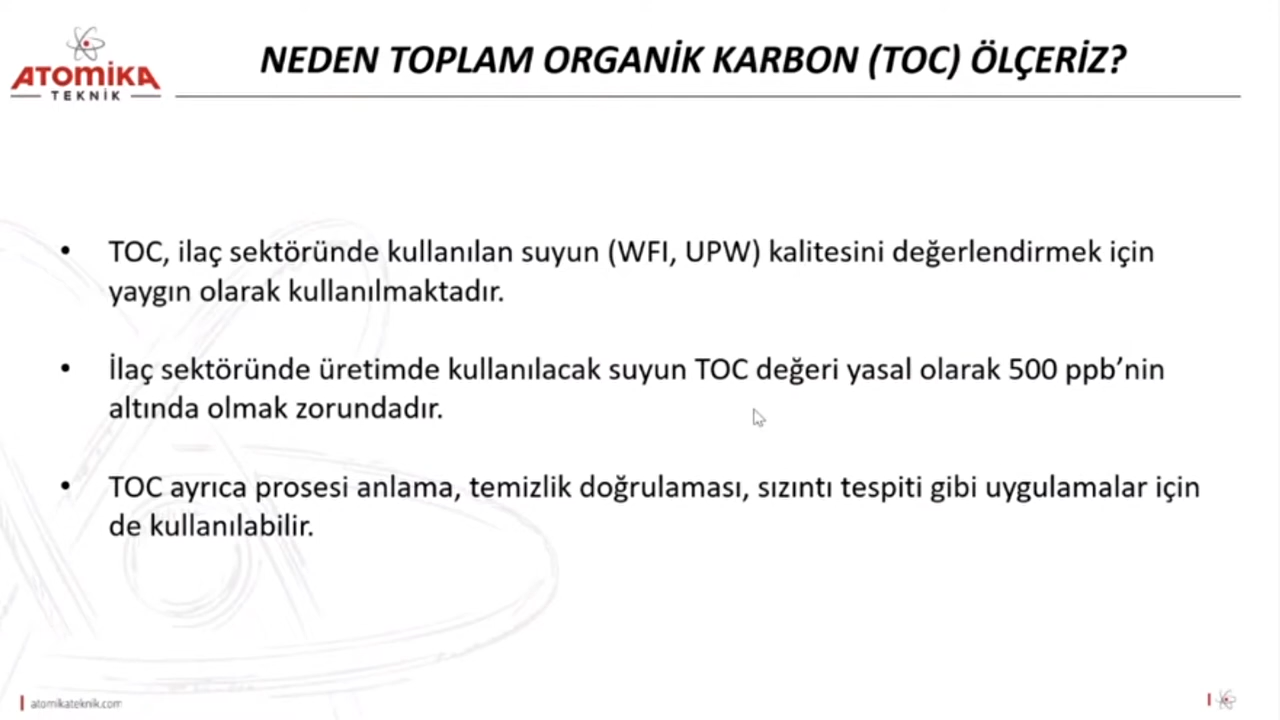 ATOMİKA
TEKNİK
NEDEN TOPLAM ORGANİK KARBON (TOC) ÖLÇERİZ?
• TOC, ilaç sektöründe kullanılan suyun (WFI, UPW) kalitesini değerlendirmek için
yaygın olarak kullanılmaktadır.
• İlaç sektöründe üretimde kullanılacak suyun TOC değeri yasal olarak 500 ppb’nin
altında olmak zorundadır.
• TOC ayrıca prosesi anlama, temizlik doğrulaması, sızıntı tespiti gibi uygulamalar için
de kullanılabilir.
atomikateknik.com